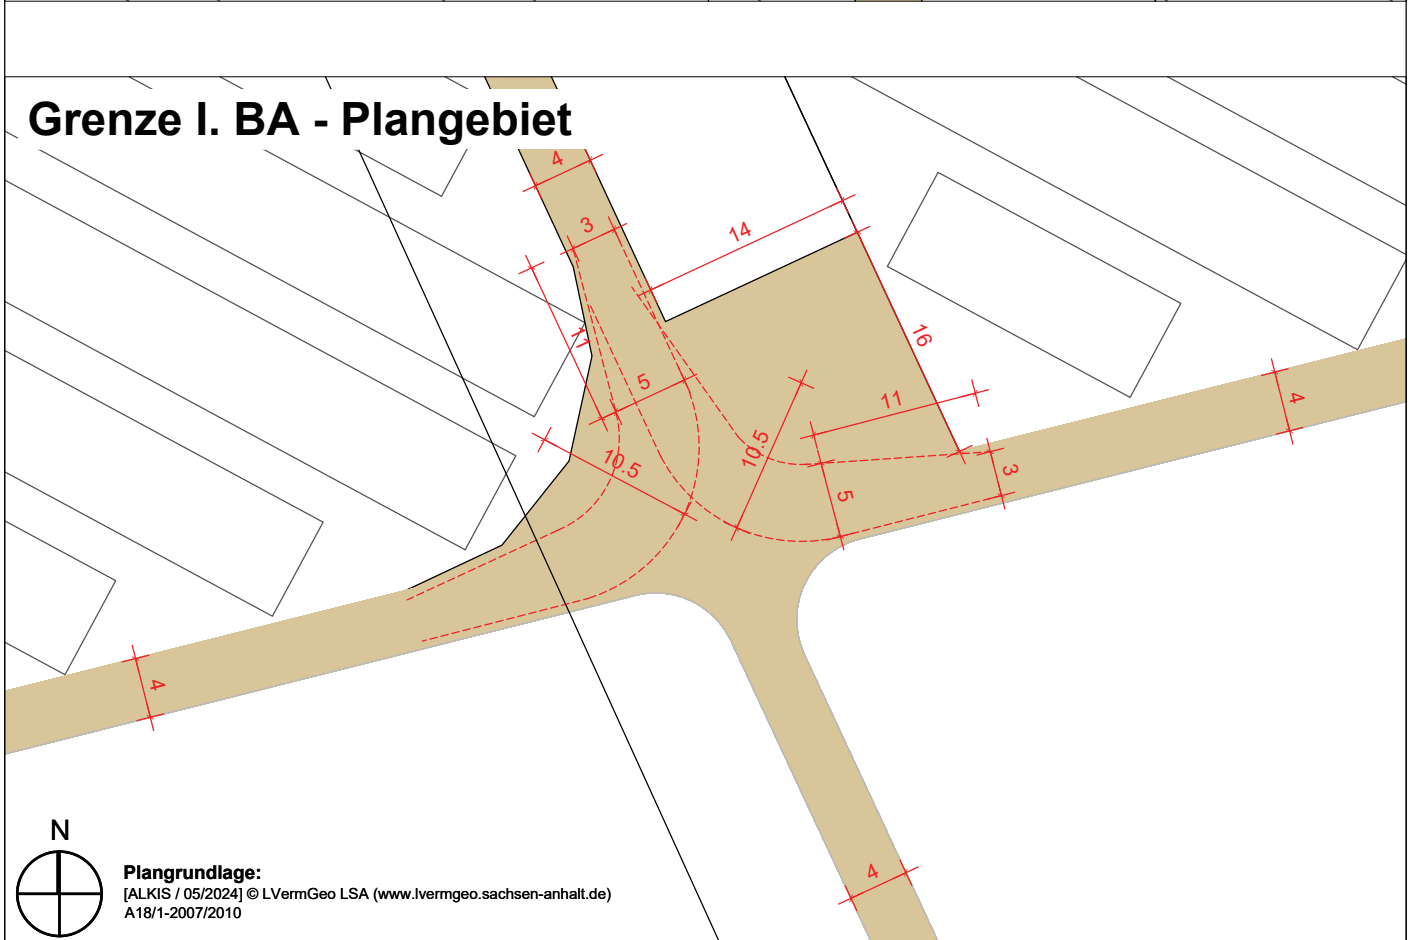 Grenze I. BA - Plangebiet
4
3
14
11
16
5
11
10.5
10.5
4
3
5
4
4
N
Plangrundlage:
[ALKIS / 05/2024] © LVermGeo LSA (www.lvermgeo.sachsen-anhalt.de)
A18/1-2007/2010